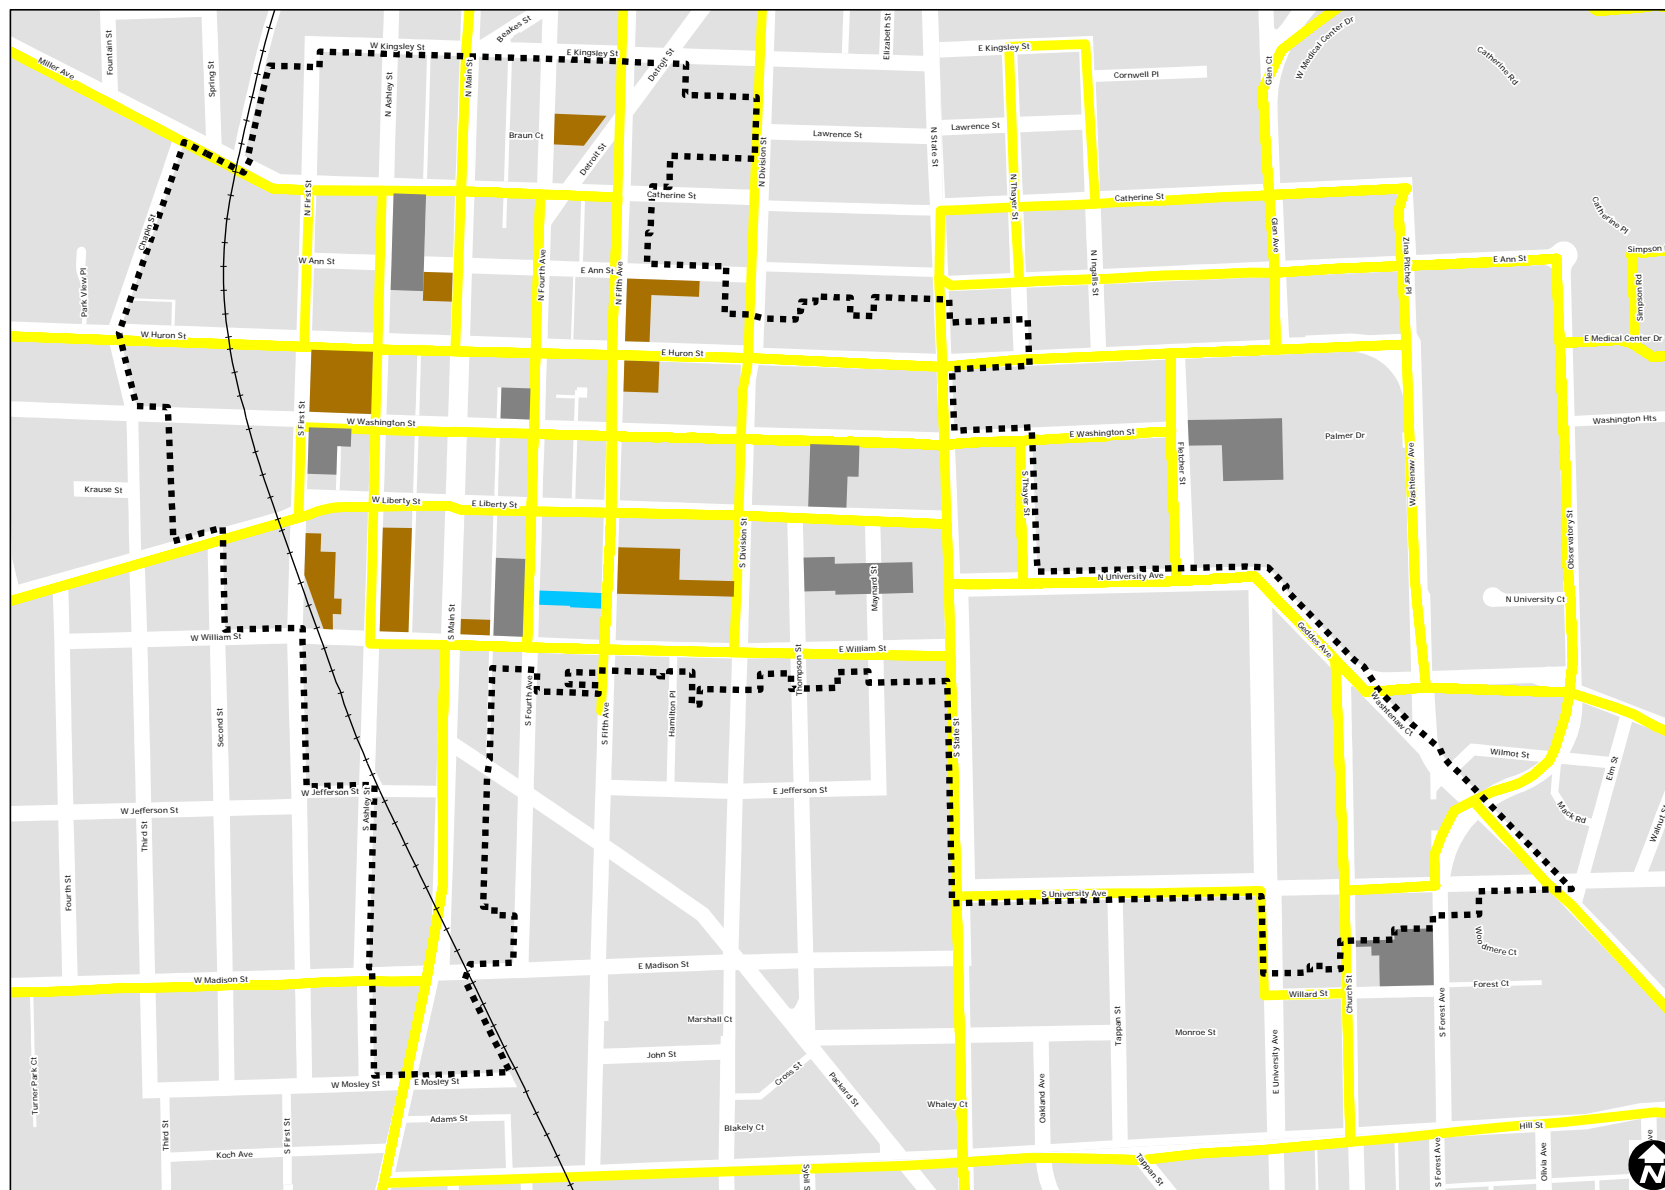 Miller Ave
Fountain St
Spring St
W Kingsley St
N Ashley St
N Main St
Beakes St
E Kingsley St
Detroit St
Elizabeth St
E Kingsley St
Cornwell Pl
Glen Ct
W Medical Center Dr
Catherine Rd
Braun Ct
Detroit St
N Division St
Lawrence St
N State St
Lawrence St
N First St
Catherine St
N Thayer St
Catherine St
Catherine Pl
Chapin St
Park View Pl
W Ann St
N Fourth Ave
E Ann St
N Fifth Ave
N Ingalls St
Glen Ave
Zina Pitcher Pl
E Ann St
Simpson
Simpson Rd
W Huron St
E Huron St
E Medical Center Dr
S First St
W Washington St
E Washington St
Fletcher St
Palmer Dr
Washtenaw Ave
Washington Hts
Krause St
W Liberty St
E Liberty St
S Division St
S Thayer St
Observatory St
Maynard St
N University Ave
N University Ct
W William St
S Main St
E William St
Geddes Ave
Second St
S Fourth Ave
S Fifth Ave
Hamilton Pl
Thompson St
S State St
Washtenaw Ct
Wilmot St
Elm St
W Jefferson St
W Jefferson St
S Ashley St
E Jefferson St
Mack Rd
Walnut S
Third St
Fourth St
S University Ave
Woo
dmere Ct
W Madison St
E Madison St
Willard St
Church St
Forest Ct
S Forest Ave
Marshall Ct
Tappan St
Monroe St
E University Ave
John St
Turner Park Ct
W Mosley St
E Mosley St
Cross St
Packard St
Whaley Ct
Oakland Ave
Adams St
Blakely Ct
Hill St
Third St
S First St
Koch Ave
Sybil S
Tappan St
S Forest Ave
Olivia Ave
ve
N